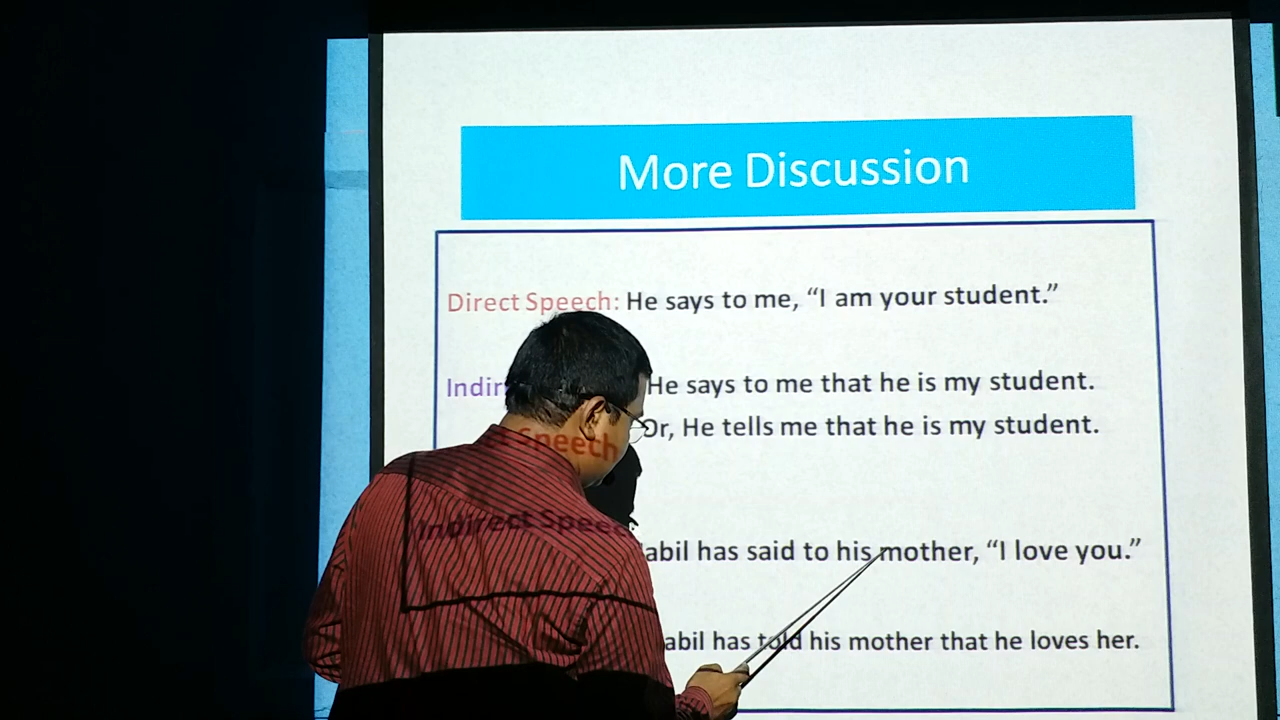 More Discussion
Direct Speech: He says to me, “I am your student.”
He says to me that he is my student.
Or, He tells me that he is my student.
Speech
has said to his mother, “I love you.”
Indirect
has told his mother that he loves her.